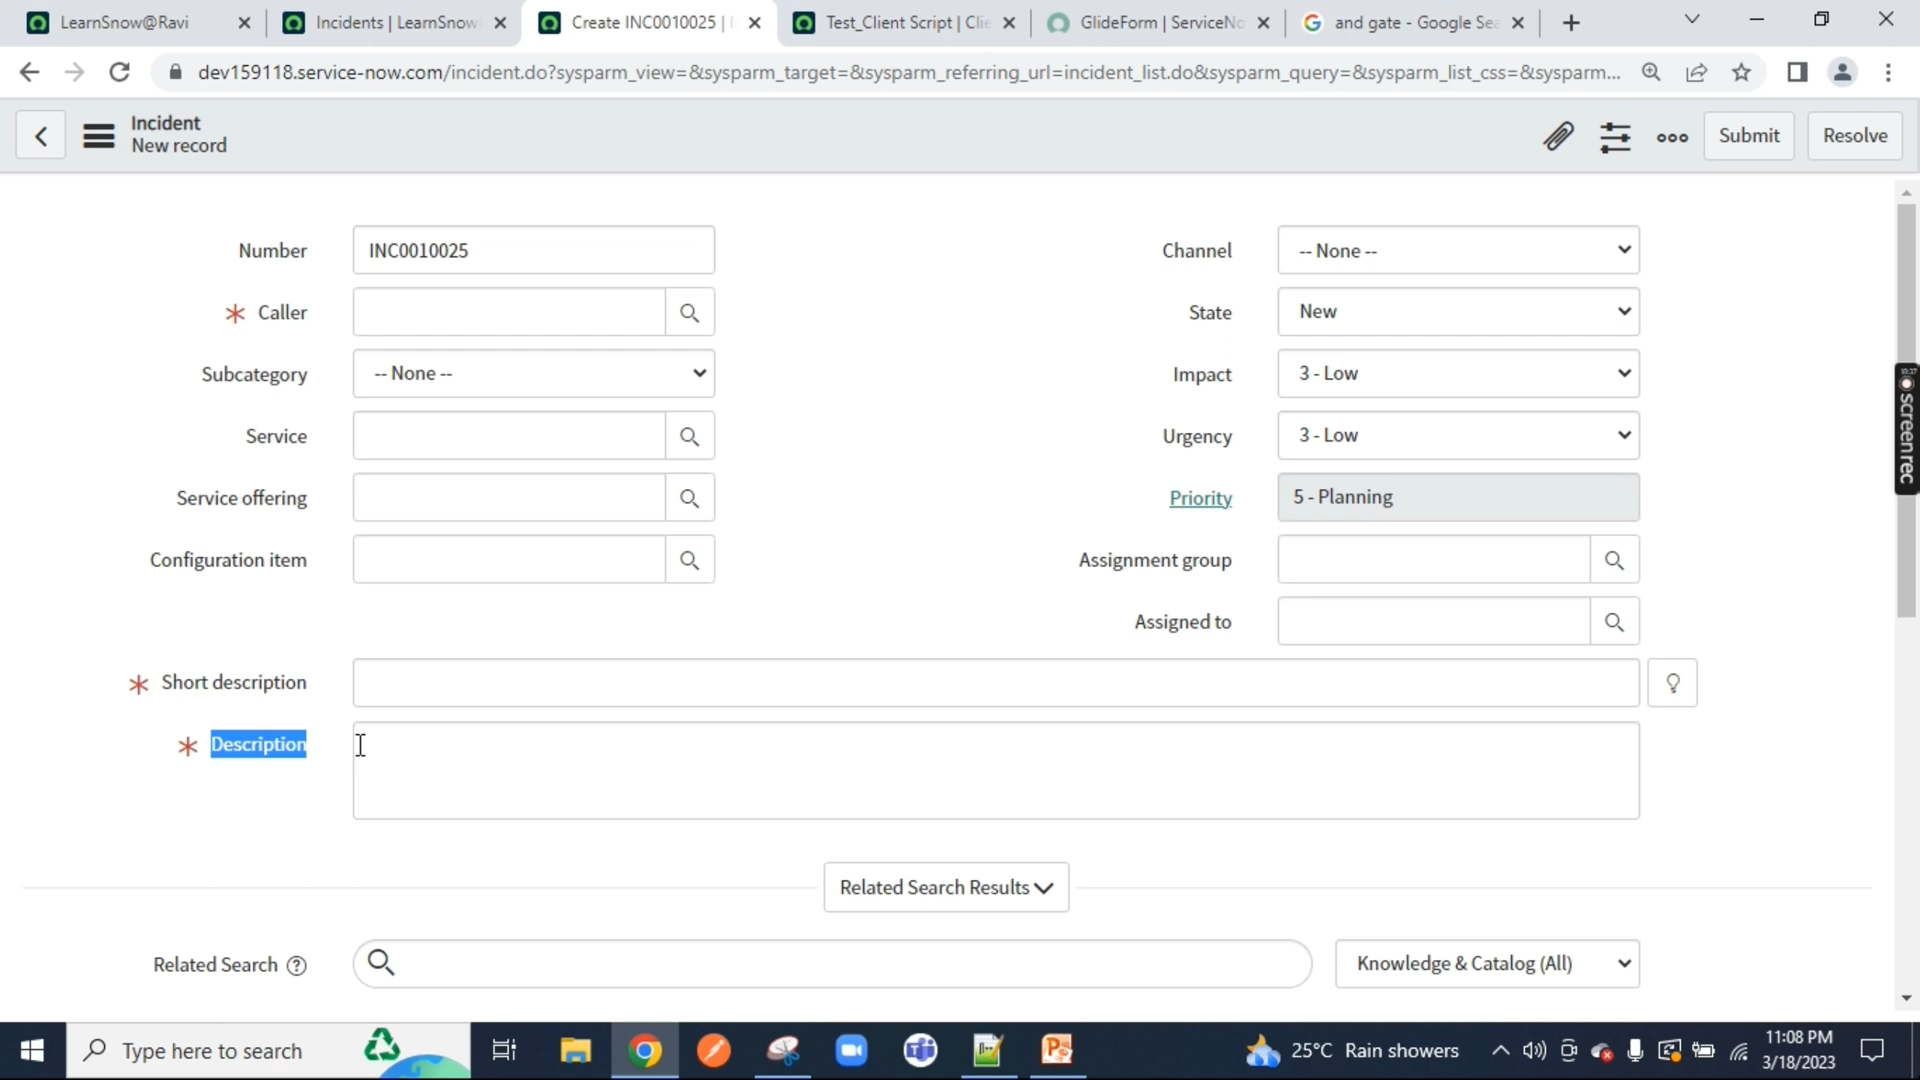 LearnSnow@Ravi
Incidents | LearnSnow
Create INC0010025 |
Test_Client Script | Clie
GlideForm | ServiceNo
and gate - Google Sea
dev159118.service-now.com/incident.do?sysparm_view=&sysparm_target=&sysparm_referring_url=incident_list.do&sysparm_query=&sysparm_list_css=&sysparm...
Incident
New record
Submit
Resolve
Number
INC0010025
Channel
-- None --
* Caller
State
New
Subcategory
-- None --
Impact
3 - Low
Service
Urgency
3 - Low
Service offering
Priority
5 - Planning
Configuration item
Assignment group
Assigned to
* Short description
* Description
Related Search Results
Related Search
Knowledge & Catalog (All)
screenrec
Type here to search
25°C Rain showers
11:08 PM
3/18/2023